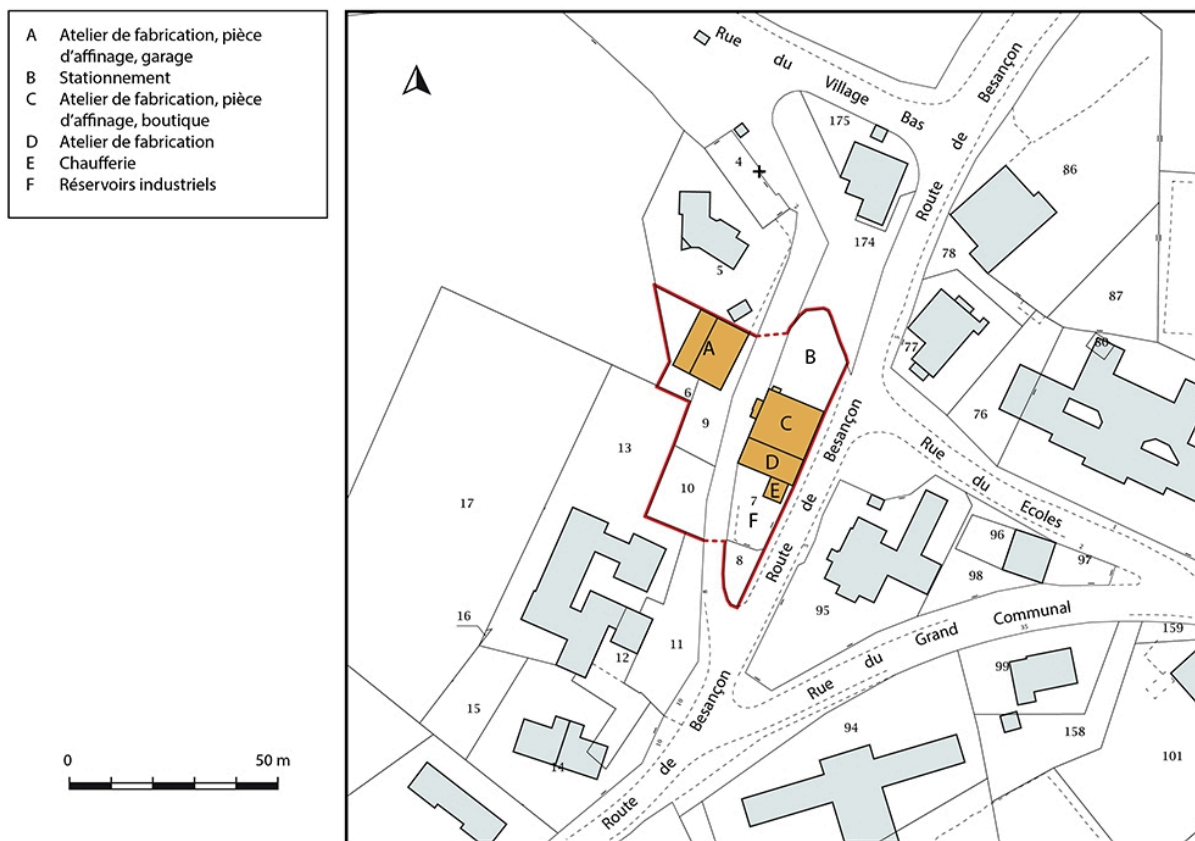 A Atelier de fabrication, pièce
d'affinage, garage
B Stationnement
C Atelier de fabrication, pièce
d'affinage, boutique
D Atelier de fabrication
E Chaufferie
F Réservoirs industriels
0 50 m
Rue du Village Bas
Route de Besançon
175
4
86
174
5
78
87
77
80
A
B
6
9
C
76
13
D
Route de Besançon
Rue du Ecoles
10
E
7
F
17
8
96
97
98
95
16
12
11
Rue du Grand Communal
159
99
15
Route de Besançon
94
158
14
101